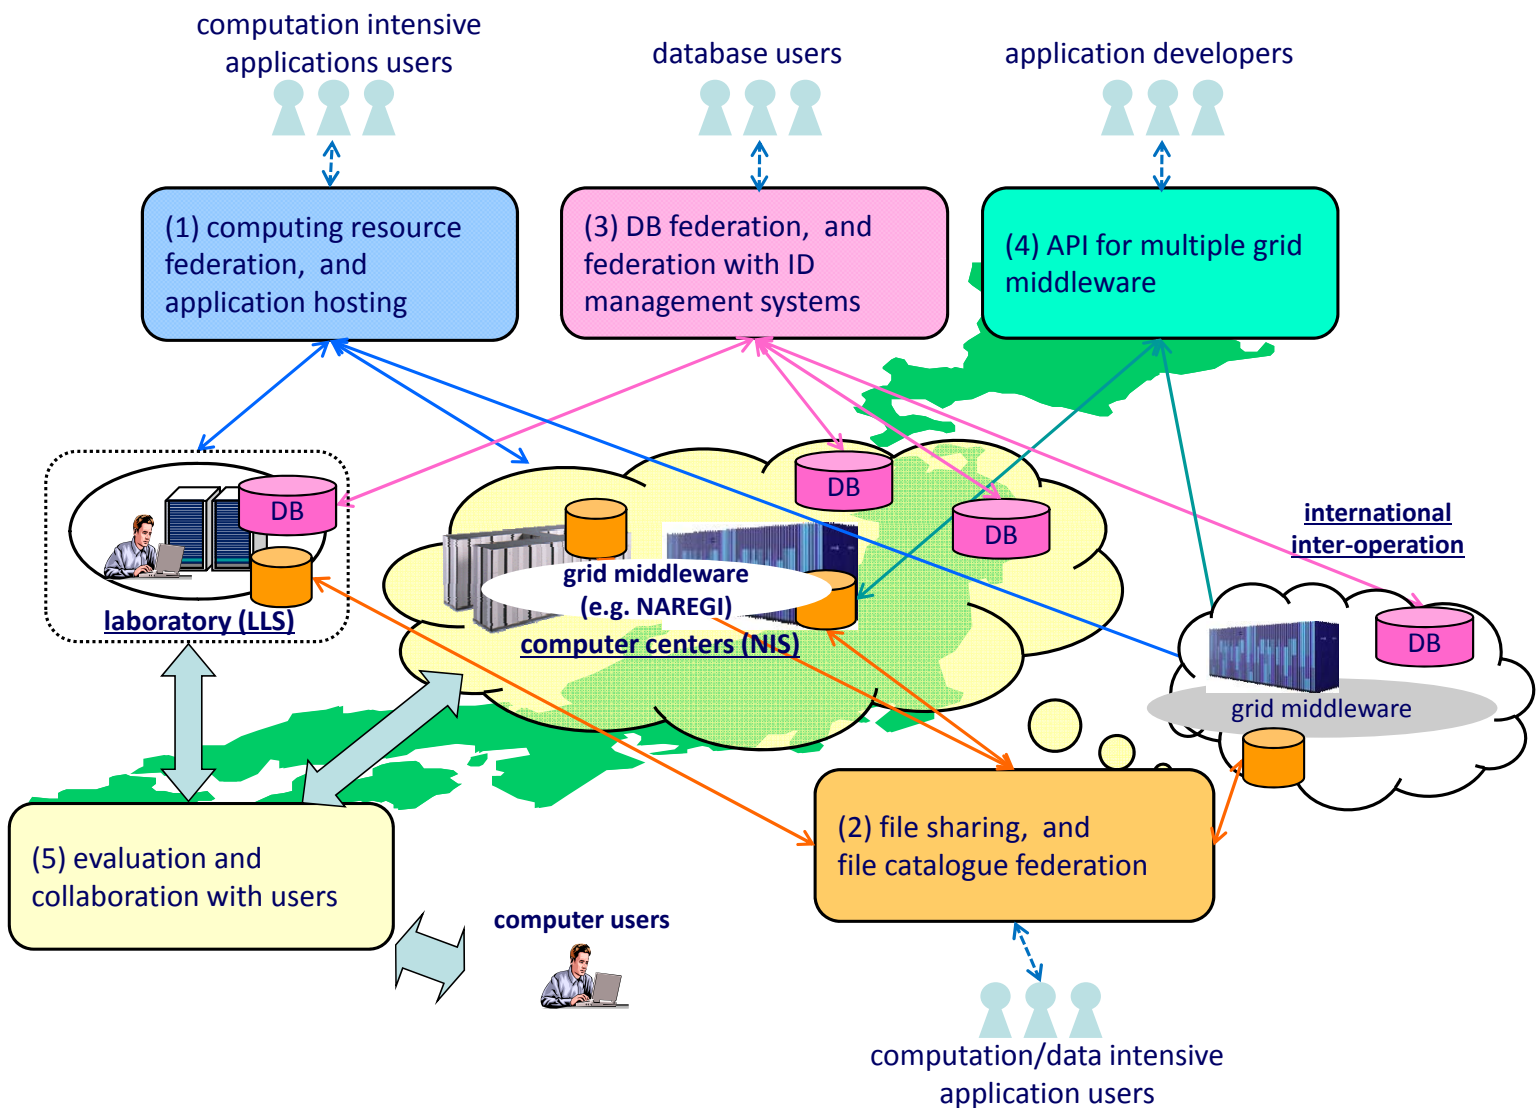 computation intensive
applications users
database users
application developers
(1) computing resource
federation, and
application hosting
(3) DB federation, and
federation with ID
management systems
(4) API for multiple grid
middleware
DB
laboratory (LLS)
DB
DB
grid middleware
(e.g. NAREGI)
computer centers (NIS)
international
inter-operation
DB
grid middleware
(5) evaluation and
collaboration with users
computer users
(2) file sharing, and
file catalogue federation
computation/data intensive
application users